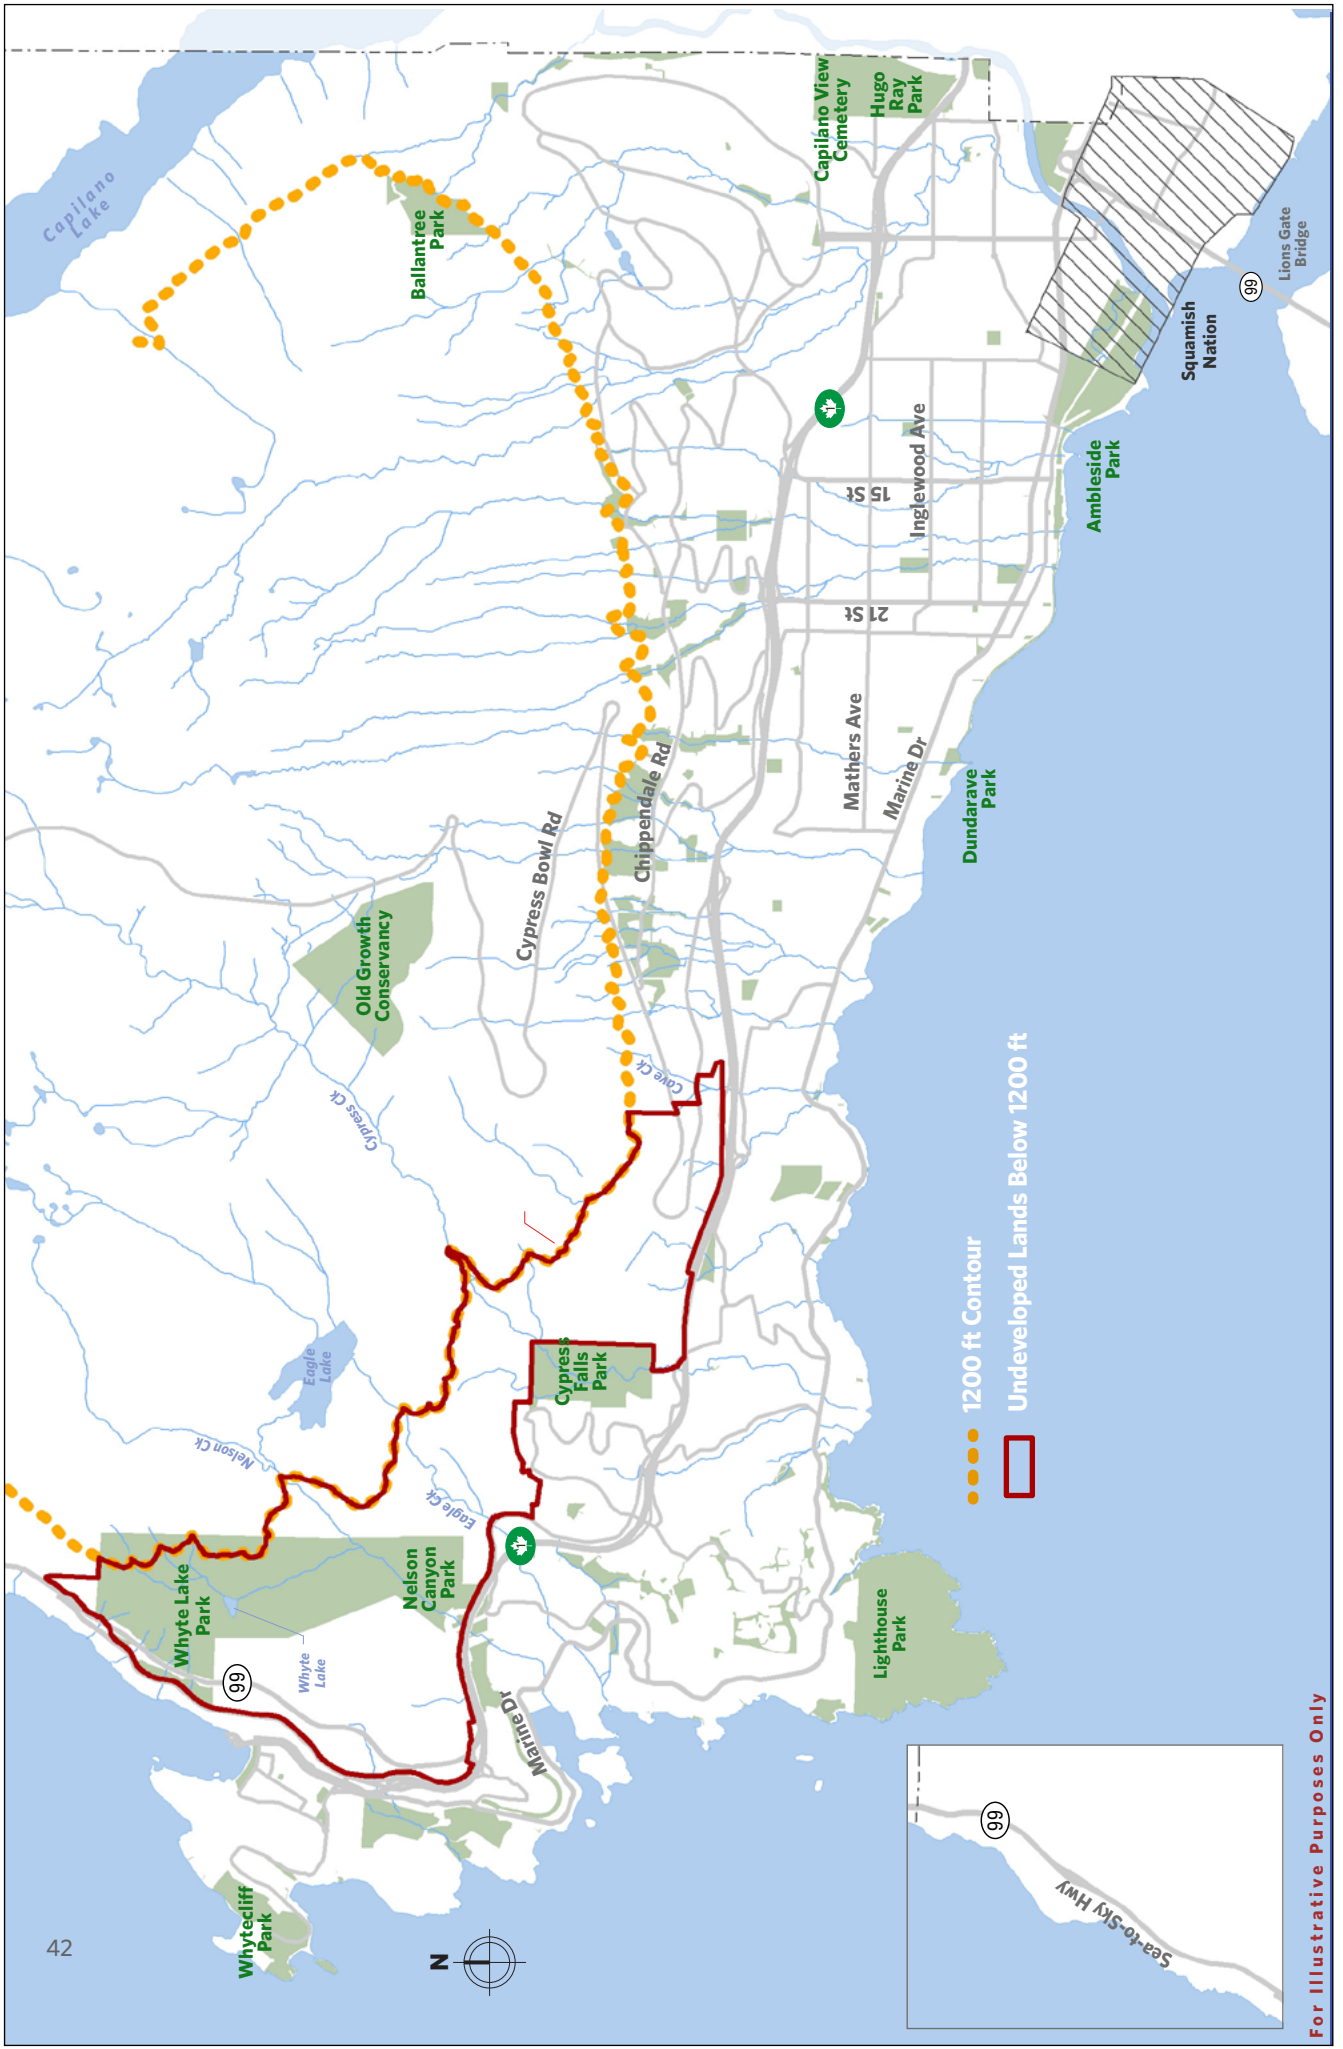 42
Capilano
Lake
Ballantree
Park
Capilano View
Cemetery
Hugo
Ray
Park
Lions Gate
Bridge
99
Squamish
Nation
1
Inglewood Ave
15 St
Ambleside
Park
21 St
Mathers Ave
Marine Dr
Dundarave
Park
Chippendale Rd
Cypress Bowl Rd
Old Growth
Conservancy
Cave Ck
Cypress Ck
Eagle
Lake
Nelson Ck
Cypress
Falls
Park
Eagle Ck
1
Nelson
Canyon
Park
Whyte Lake
Park
Whyte
Lake
99
Lighthouse
Park
Marine Dr
Whytecliff
Park
N
1200 ft Contour
Undeveloped Lands Below 1200 ft
99
Sea-to-Sky Hwy
For Illustrative Purposes Only